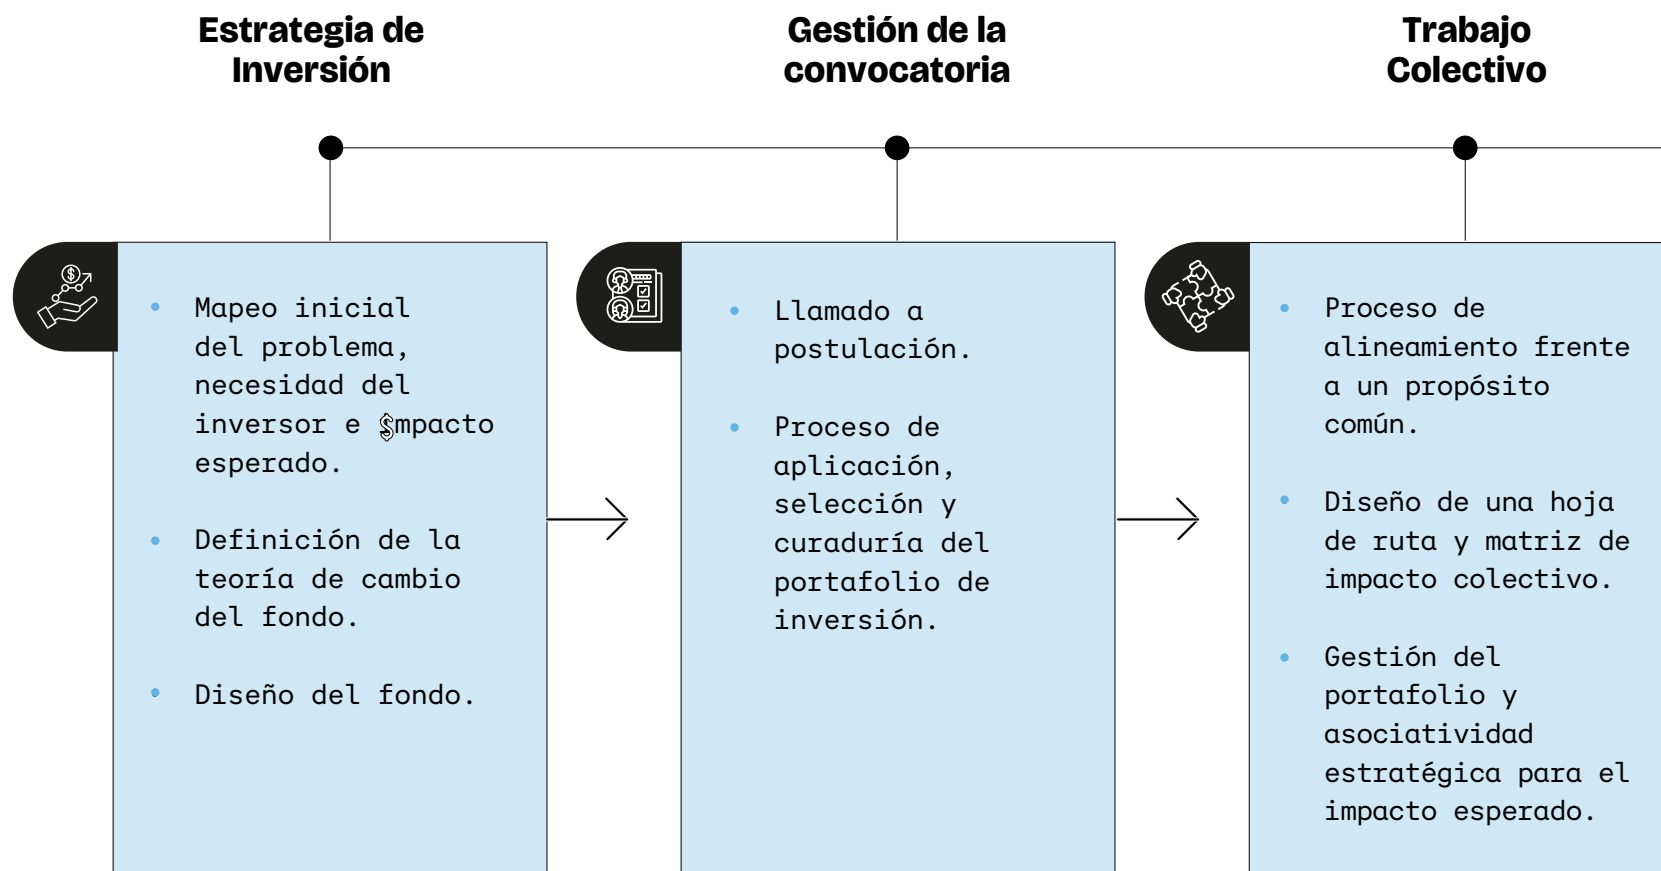 Estrategia de
Inversión
Gestión de la
convocatoria
Trabajo
Colectivo
$
• Mapeo inicial
del problema,
necesidad del
inversor e impacto
esperado.
• Definición de la
teoría de cambio
del fondo.
• Diseño del fondo.
• Llamado a
postulación.
• Proceso de
aplicación,
selección y
curaduría del
portafolio de
inversión.
• Proceso de
alineamiento frente
a un propósito
común.
• Diseño de una hoja
de ruta y matriz de
impacto colectivo.
• Gestión del
portafolio y
asociatividad
estratégica para el
impacto esperado.